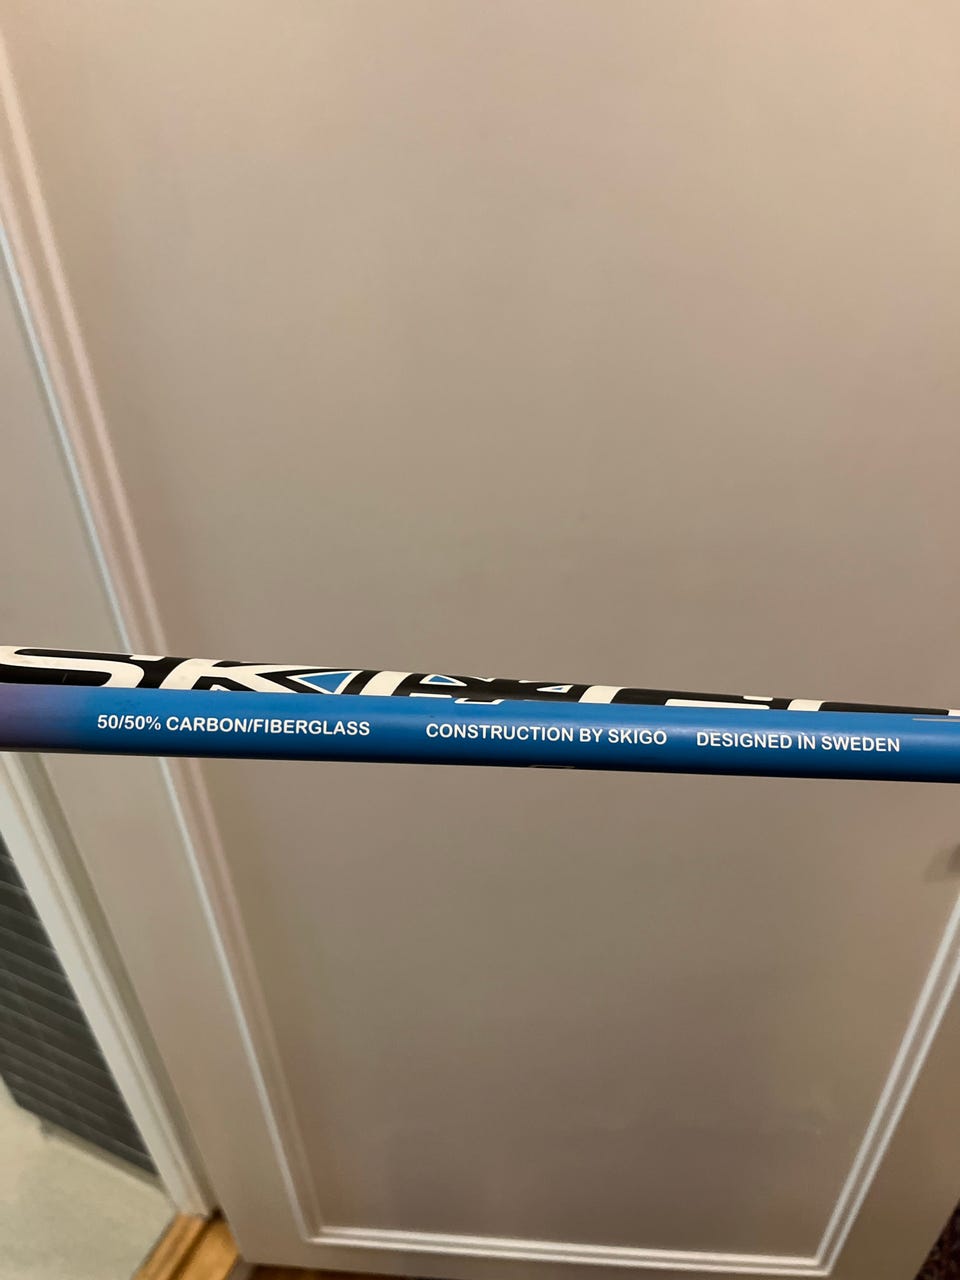 50/50% CARBON/FIBERGLASS CONSTRUCTION BY SKIGO DESIGNED IN SWEDEN